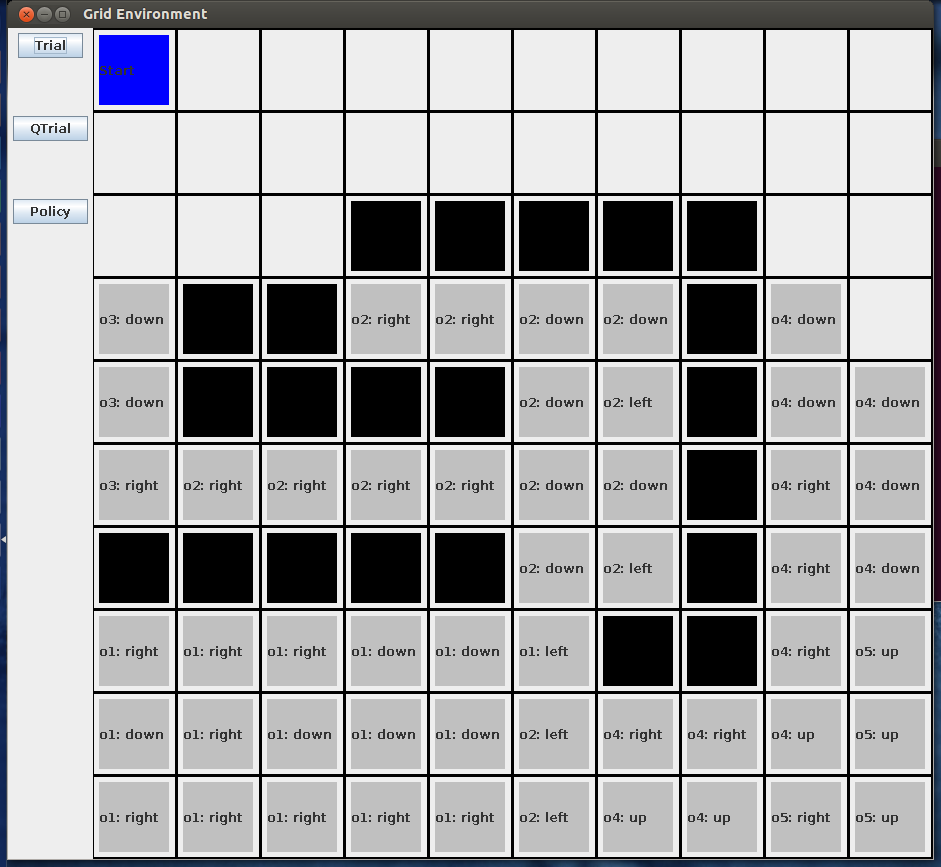 Grid Environment
Trial
Start
QTrial
Policy
o3: down o2: right o2: right o2: down o2: down o4: down
o3: down o2: down o2: left o4: down o4: down
o3: right o2: right o2: right o2: right o2: right o2: down o2: down o4: right o4: down
o2: down o2: left o4: right o4: down
o1: right o1: right o1: right o1: down o1: down o1: left o4: right o5: up
o1: down o1: right o1: down o1: down o1: down o2: left o4: right o4: right o4: up o5: up
o1: right o1: right o1: right o1: right o1: right o2: left o4: up o4: up o5: right o5: up